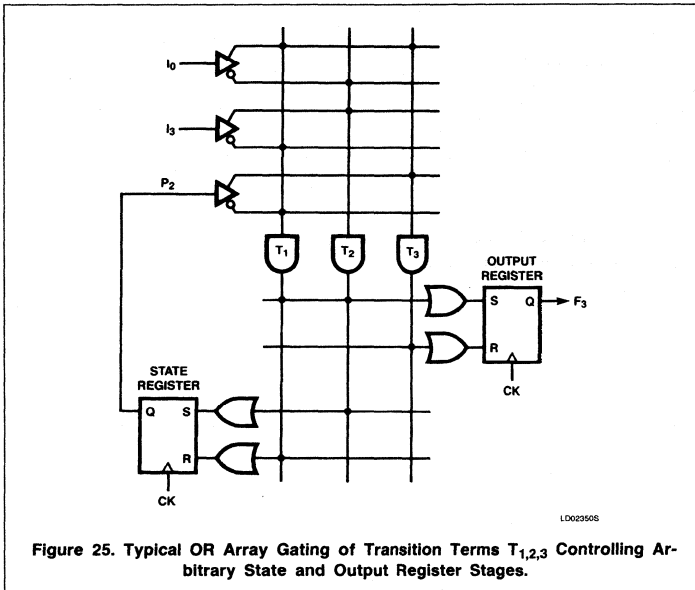 I0
I3
P2
T1
T2
T3
OUTPUT
REGISTER
S
Q
F3
R
CK
STATE
REGISTER
Q
S
R
CK
LD02350S
Figure 25. Typical OR Array Gating of Transition Terms T1,2,3 Controlling Ar-
bitrary State and Output Register Stages.